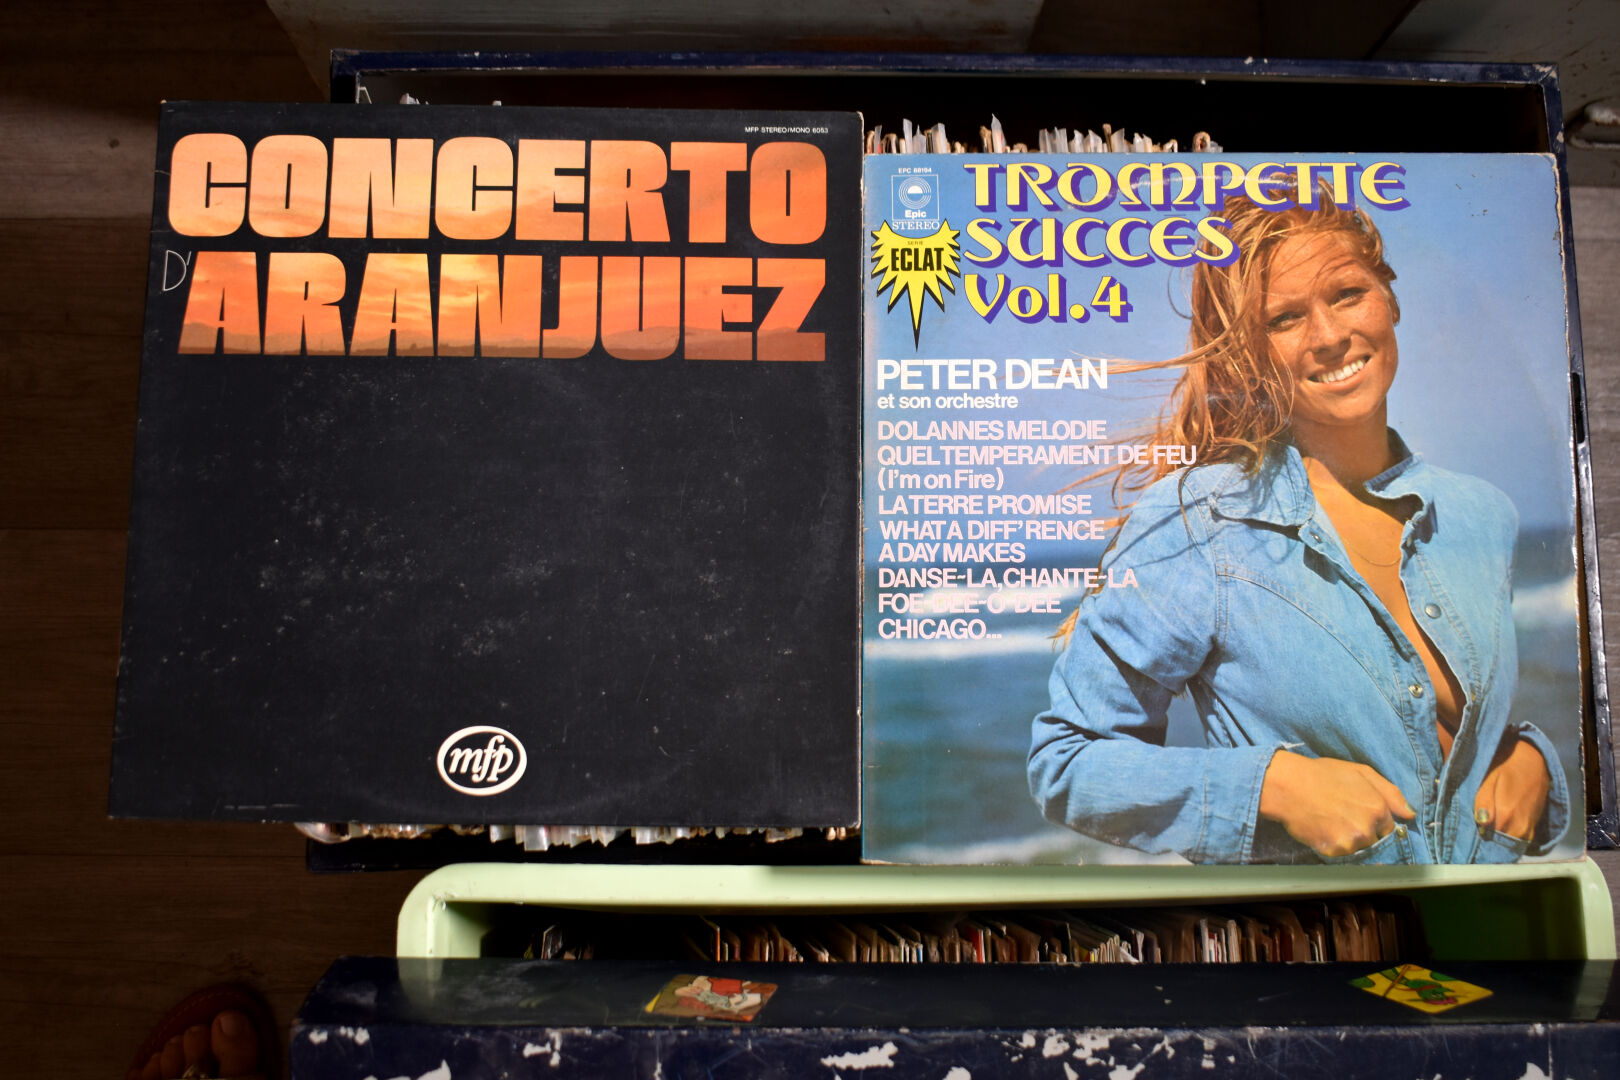 MFP STEREO/MONO 6053
CONCERTO
D'ARANJUEZ
mfp
EPC 88194
Epic
STEREO
SERIE
ECLAT
TROMPETTE
SUCCES
Vol.4
PETER DEAN
et son orchestre
DOLANNES MELODIE
QUEL TEMPERAMENT DE FEU
(I'm on Fire)
LA TERRE PROMISE
WHAT A DIFF'RENCE
A DAY MAKES
DANSE-LA, CHANTE-LA
FOE-DEE-O-DEE
CHICAGO...